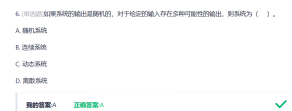 6. (单选题)如果系统的输出是随机的，对于给定的输入存在多种可能性的输出，则系统为（ ）。
A. 随机系统
B. 连续系统
C. 动态系统
D. 离散系统
我的答案:A 正确答案:A